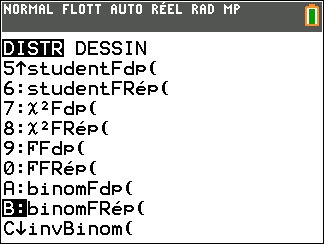 NORMAL FLOTT AUTO RÉEL RAD MP
DISTR DESSIN
5↑studentFdp(
6:studentFRép(
7:χ²Fdp(
8:χ²FRép(
9:FFdp(
0:FFRép(
A:binomFdp(
B:binomFRép(
C↓invBinom(